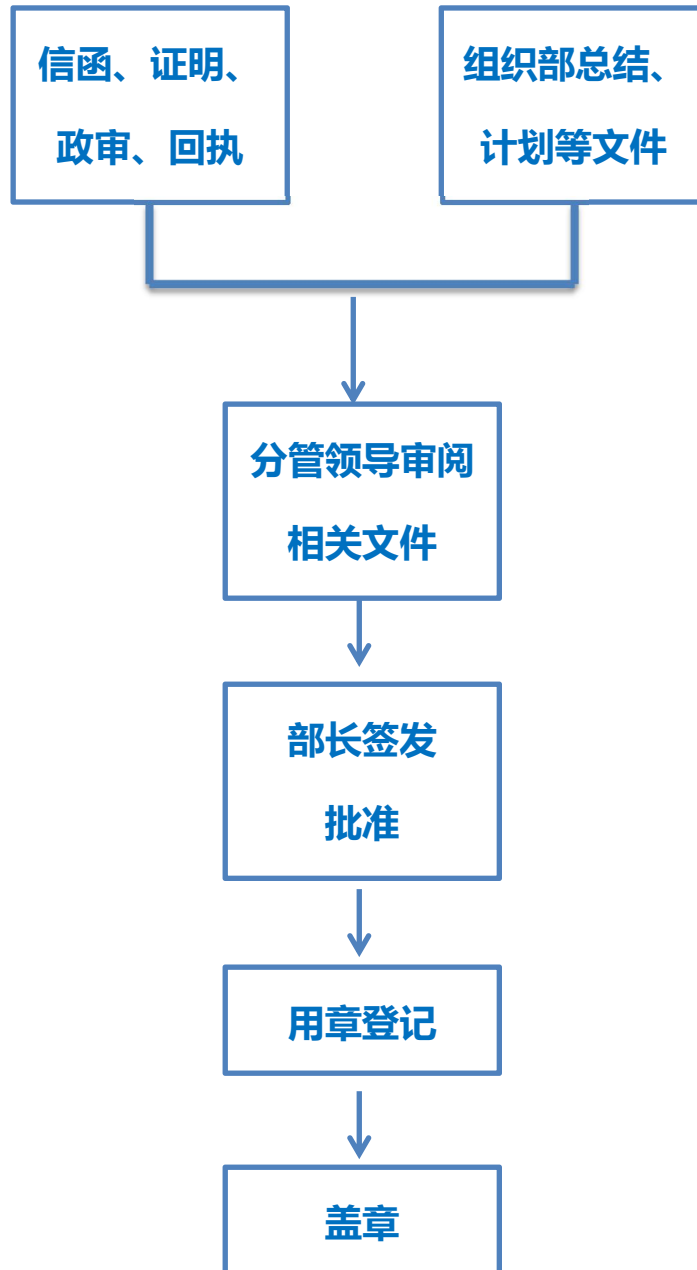 信函、证明、
政审、回执
组织部总结、
计划等文件
分管领导审阅
相关文件
部长签发
批准
用章登记
盖章